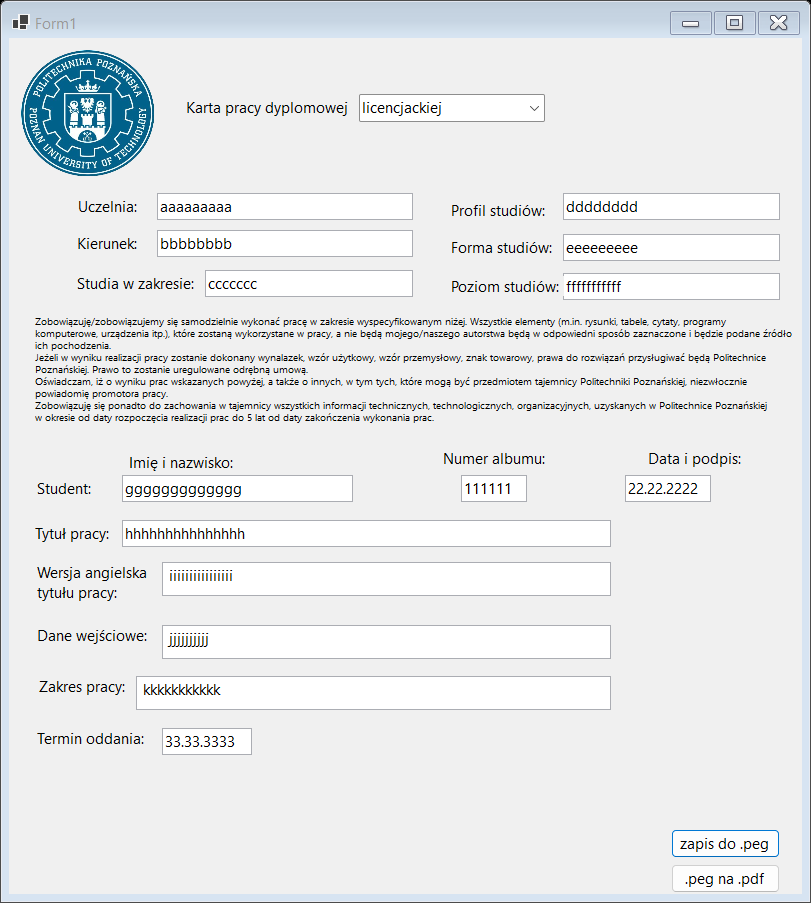 Form1
POLITECHNIKA POZNAŃSKA
POZNAN UNIVERSITY OF TECHNOLOGY
Karta pracy dyplomowej licencjackiej
Uczelnia: aaaaaaaaa
Profil studiów: dddddddd
Kierunek: bbbbbbbb
Forma studiów: eeeeeeeee
Studia w zakresie: ccccccc
Poziom studiów: fffffffffff
Zobowiązuję/zobowiązujemy się samodzielnie wykonać pracę w zakresie wyspecyfikowanym niżej. Wszystkie elementy (m.in. rysunki, tabele, cytaty, programy
komputerowe, urządzenia itp.), które zostaną wykorzystane w pracy, a nie będą mojego/naszego autorstwa będą w odpowiedni sposób zaznaczone i będzie podane źródło
ich pochodzenia.
Jeżeli w wyniku realizacji pracy zostanie dokonany wynalazek, wzór użytkowy, wzór przemysłowy, znak towarowy, prawa do rozwiązań przysługiwać będą Politechnice
Poznańskiej. Prawo to zostanie uregulowane odrębną umową.
Oświadczam, iż o wyniku prac wskazanych powyżej, a także o innych, w tym tych, które mogą być przedmiotem tajemnicy Politechniki Poznańskiej, niezwłocznie
powiadomię promotora pracy.
Zobowiązuję się ponadto do zachowania w tajemnicy wszystkich informacji technicznych, technologicznych, organizacyjnych, uzyskanych w Politechnice Poznańskiej
w okresie od daty rozpoczęcia realizacji prac do 5 lat od daty zakończenia wykonania prac.
Imię i nazwisko:
Numer albumu:
Data i podpis:
Student: ggggggggggggg
111111
22.22.2222
Tytuł pracy: hhhhhhhhhhhhhhh
Wersja angielska
tytułu pracy:
iiiiiiiiiiiiiiii
Dane wejściowe: jjjjjjjjjj
Zakres pracy: kkkkkkkkkkk
Termin oddania: 33.33.3333
zapis do .peg
.peg na .pdf